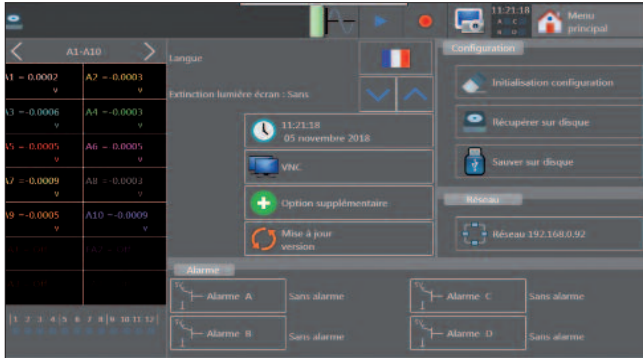 11:21:18
A C
B D
Menu
principal
A1-A10
A1 = 0.0002
A2 =-0.0003
V
V
A3 =-0.0006
A4 =-0.0003
V
V
A5 = 0.0005
A6 = 0.0005
V
V
A7 =-0.0009
A8 =-0.0003
V
V
A9 =-0.0005
A10 =-0.0009
V
V
1 2 3 4 5 6 7 8 9 10 11 12
Langue
Extinction lumière écran : Sans
11:21:18
05 novembre 2018
VNC
Option supplémentaire
Mise à jour
version
Configuration
Initialisation configuration
Récupérer sur disque
Sauver sur disque
Réseau
Réseau 192.168.0.92
Alarme
Alarme A
Sans alarme
Alarme C
Sans alarme
Alarme B
Sans alarme
Alarme D
Sans alarme